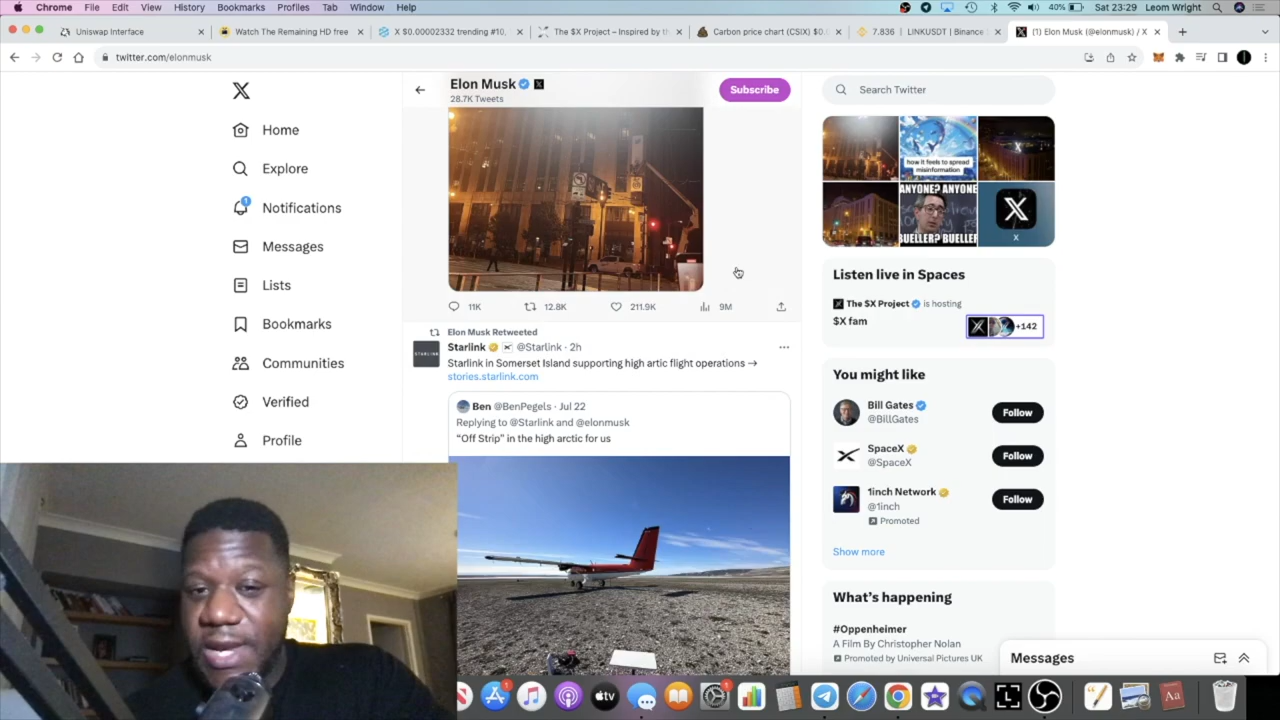 Chrome File Edit View History Bookmarks Profiles Tab Window Help
40% Sat 23:29 Leom Wright
Uniswap Interface
Watch The Remaining HD free
X $0.00002332 trending #10,
The $X Project – Inspired by th
Carbon price chart (CSIX) $0.
7.836 | LINKUSDT | Binance
(1) Elon Musk (@elonmusk) / X
twitter.com/elonmusk
Home
Explore
Notifications
Messages
Lists
Bookmarks
Communities
Verified
Profile
Elon Musk
28.7K Tweets
Subscribe
11K 12.8K 211.9K 9M
Elon Musk Retweeted
Starlink @Starlink · 2h
Starlink in Somerset Island supporting high artic flight operations →
stories.starlink.com
Ben @BenPegels · Jul 22
Replying to @Starlink and @elonmusk
“Off Strip” in the high arctic for us
Search Twitter
how it feels to spread
misinformation
ANYONE? ANYONE
BUELLER? BUELLER
X
Listen live in Spaces
The $X Project is hosting
$X fam
+142
You might like
Bill Gates
@BillGates
Follow
SpaceX
@SpaceX
Follow
1inch Network
@1inch
Promoted
Follow
Show more
What’s happening
#Oppenheimer
A Film By Christopher Nolan
Promoted by Universal Pictures UK
Messages
tv
Aa